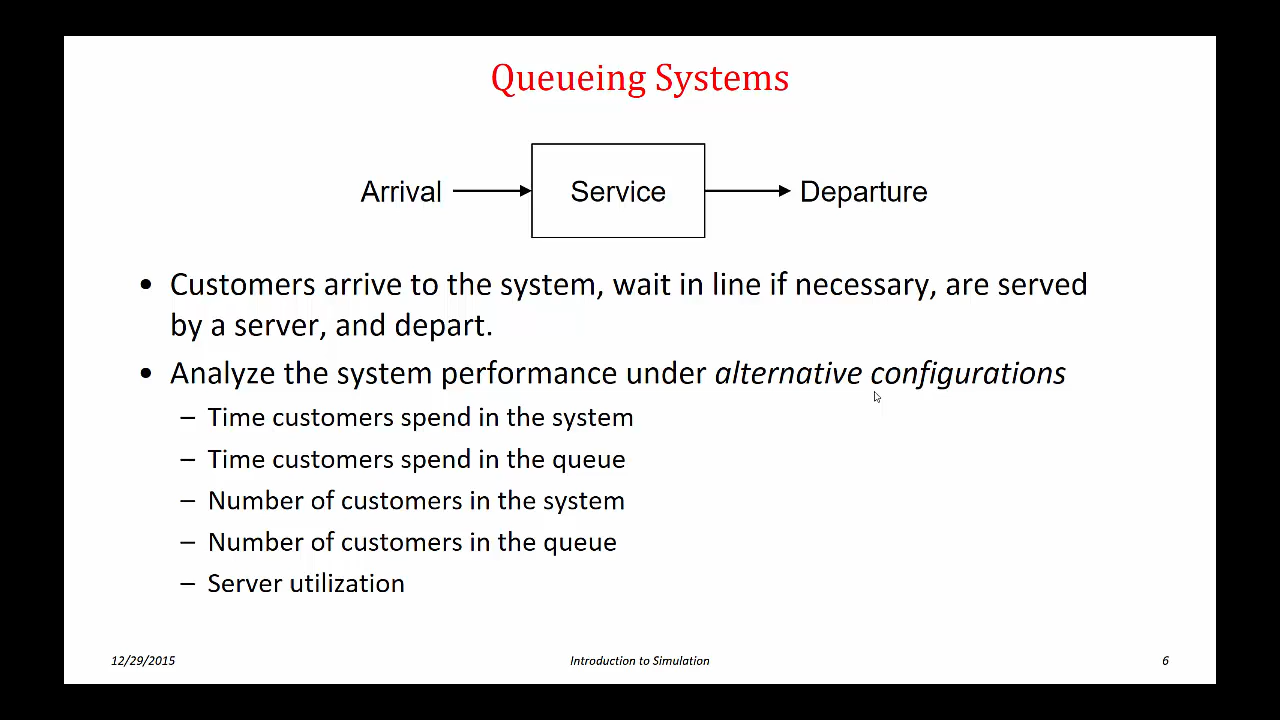 Queueing Systems
Arrival Service Departure
• Customers arrive to the system, wait in line if necessary, are served
by a server, and depart.
• Analyze the system performance under alternative configurations
– Time customers spend in the system
– Time customers spend in the queue
– Number of customers in the system
– Number of customers in the queue
– Server utilization
12/29/2015 Introduction to Simulation 6